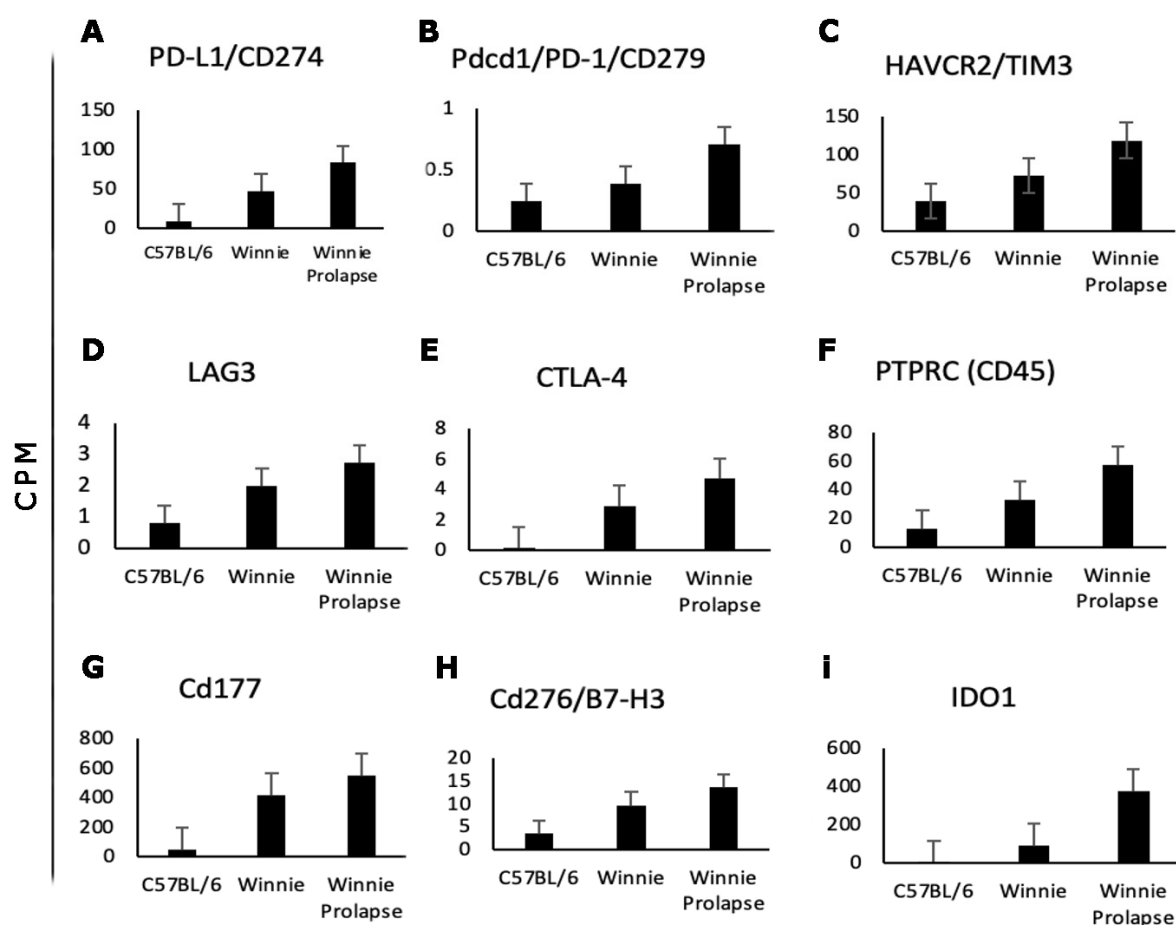 CPM
A
PD-L1/CD274
150
100
50
0
C57BL/6
Winnie
Winnie
Prolapse
B
Pdcd1/PD-1/CD279
1
0.5
0
C57BL/6
Winnie
Winnie
Prolapse
C
HAVCR2/TIM3
150
100
50
0
C57BL/6
Winnie
Winnie
Prolapse
D
LAG3
4
3
2
1
0
C57BL/6
Winnie
Winnie
Prolapse
E
CTLA-4
8
6
4
2
0
C57BL/6
Winnie
Winnie
Prolapse
F
PTPRC (CD45)
80
60
40
20
0
C57BL/6
Winnie
Winnie
Prolapse
G
Cd177
800
600
400
200
0
C57BL/6
Winnie
Winnie
Prolapse
H
Cd276/B7-H3
20
15
10
5
0
C57BL/6
Winnie
Winnie
Prolapse
i
IDO1
600
400
200
0
C57BL/6
Winnie
Winnie
Prolapse